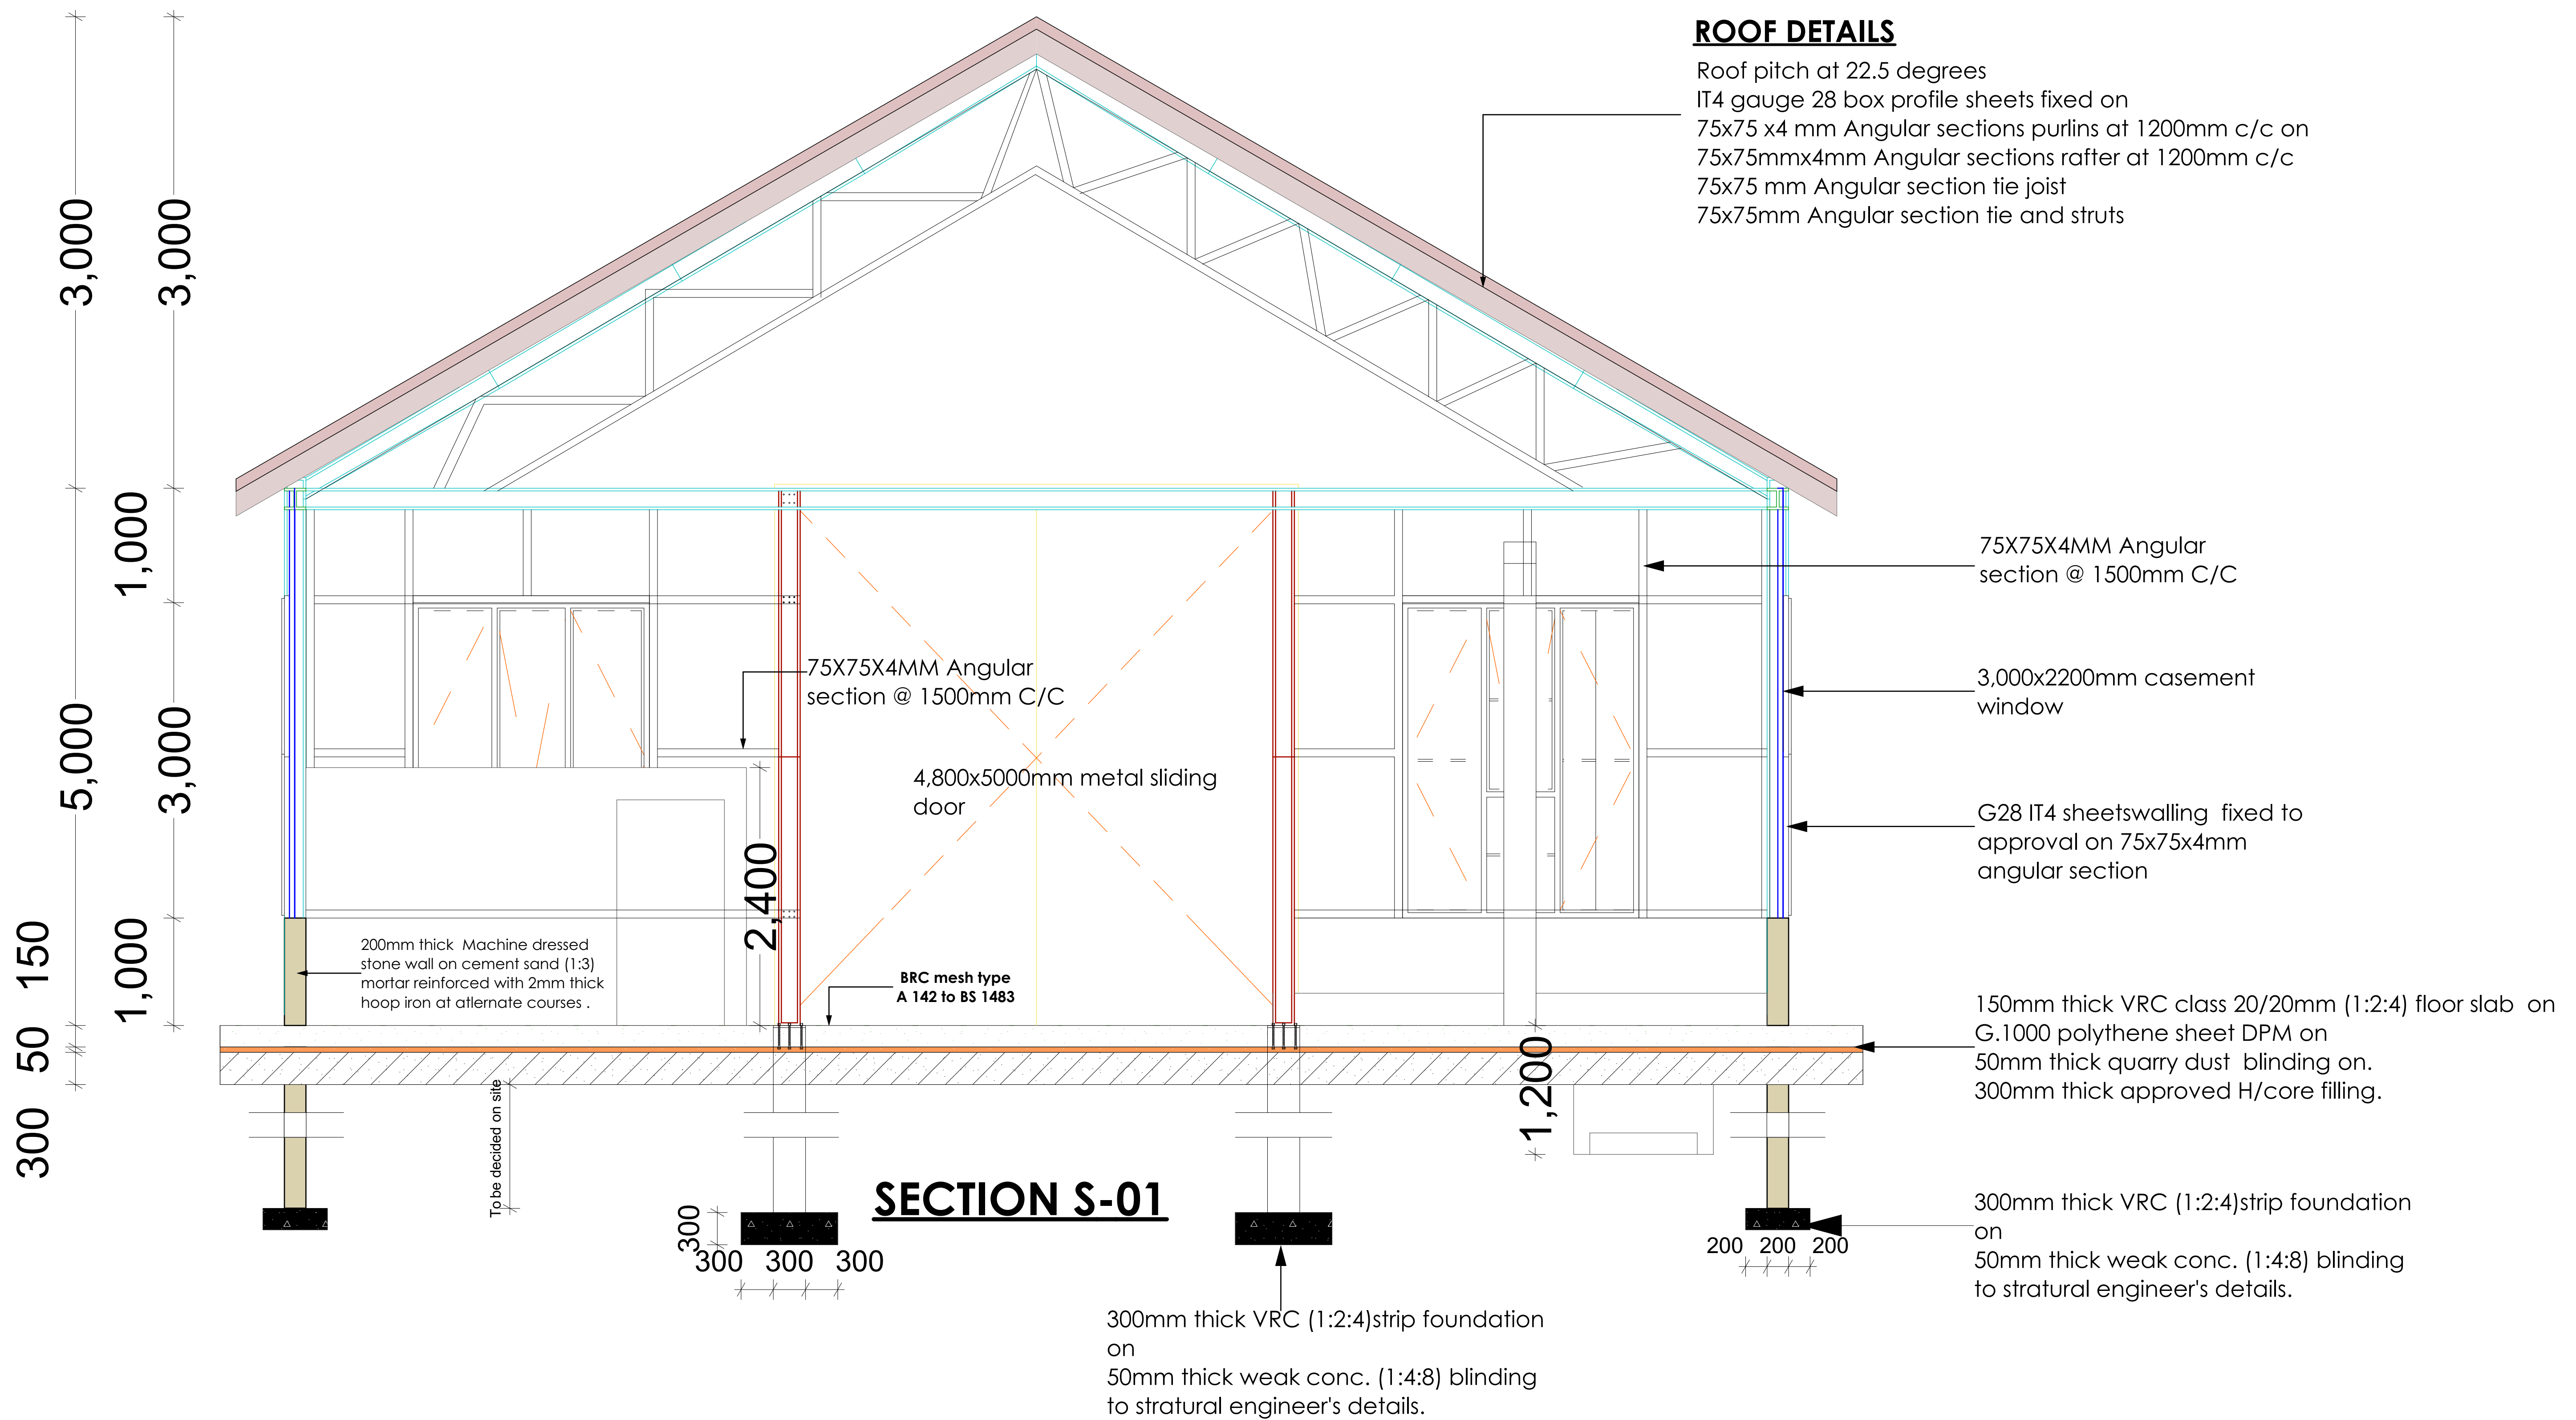 ROOF DETAILS
Roof pitch at 22.5 degrees
IT4 gauge 28 box profile sheets fixed on
75x75 x4 mm Angular sections purlins at 1200mm c/c on
75x75mmx4mm Angular sections rafter at 1200mm c/c
75x75 mm Angular section tie joist
75x75mm Angular section tie and struts
3,000
3,000
1,000
5,000
3,000
150
1,000
50
300
75X75X4MM Angular
section @ 1500mm C/C
3,000x2200mm casement
window
75X75X4MM Angular
section @ 1500mm C/C
4,800x5000mm metal sliding
door
G28 IT4 sheetswalling  fixed to
approval on 75x75x4mm
angular section
2,400
200mm thick  Machine dressed
stone wall on cement sand (1:3)
mortar reinforced with 2mm thick
hoop iron at atlernate courses .
BRC mesh type
A 142 to BS 1483
150mm thick VRC class 20/20mm (1:2:4) floor slab  on
G.1000 polythene sheet DPM on
50mm thick quarry dust  blinding on.
300mm thick approved H/core filling.
1,200
To be decided on site
SECTION S-01
300
300 300 300
200 200 200
300mm thick VRC (1:2:4)strip foundation
on
50mm thick weak conc. (1:4:8) blinding
to stratural engineer's details.
300mm thick VRC (1:2:4)strip foundation
on
50mm thick weak conc. (1:4:8) blinding
to stratural engineer's details.